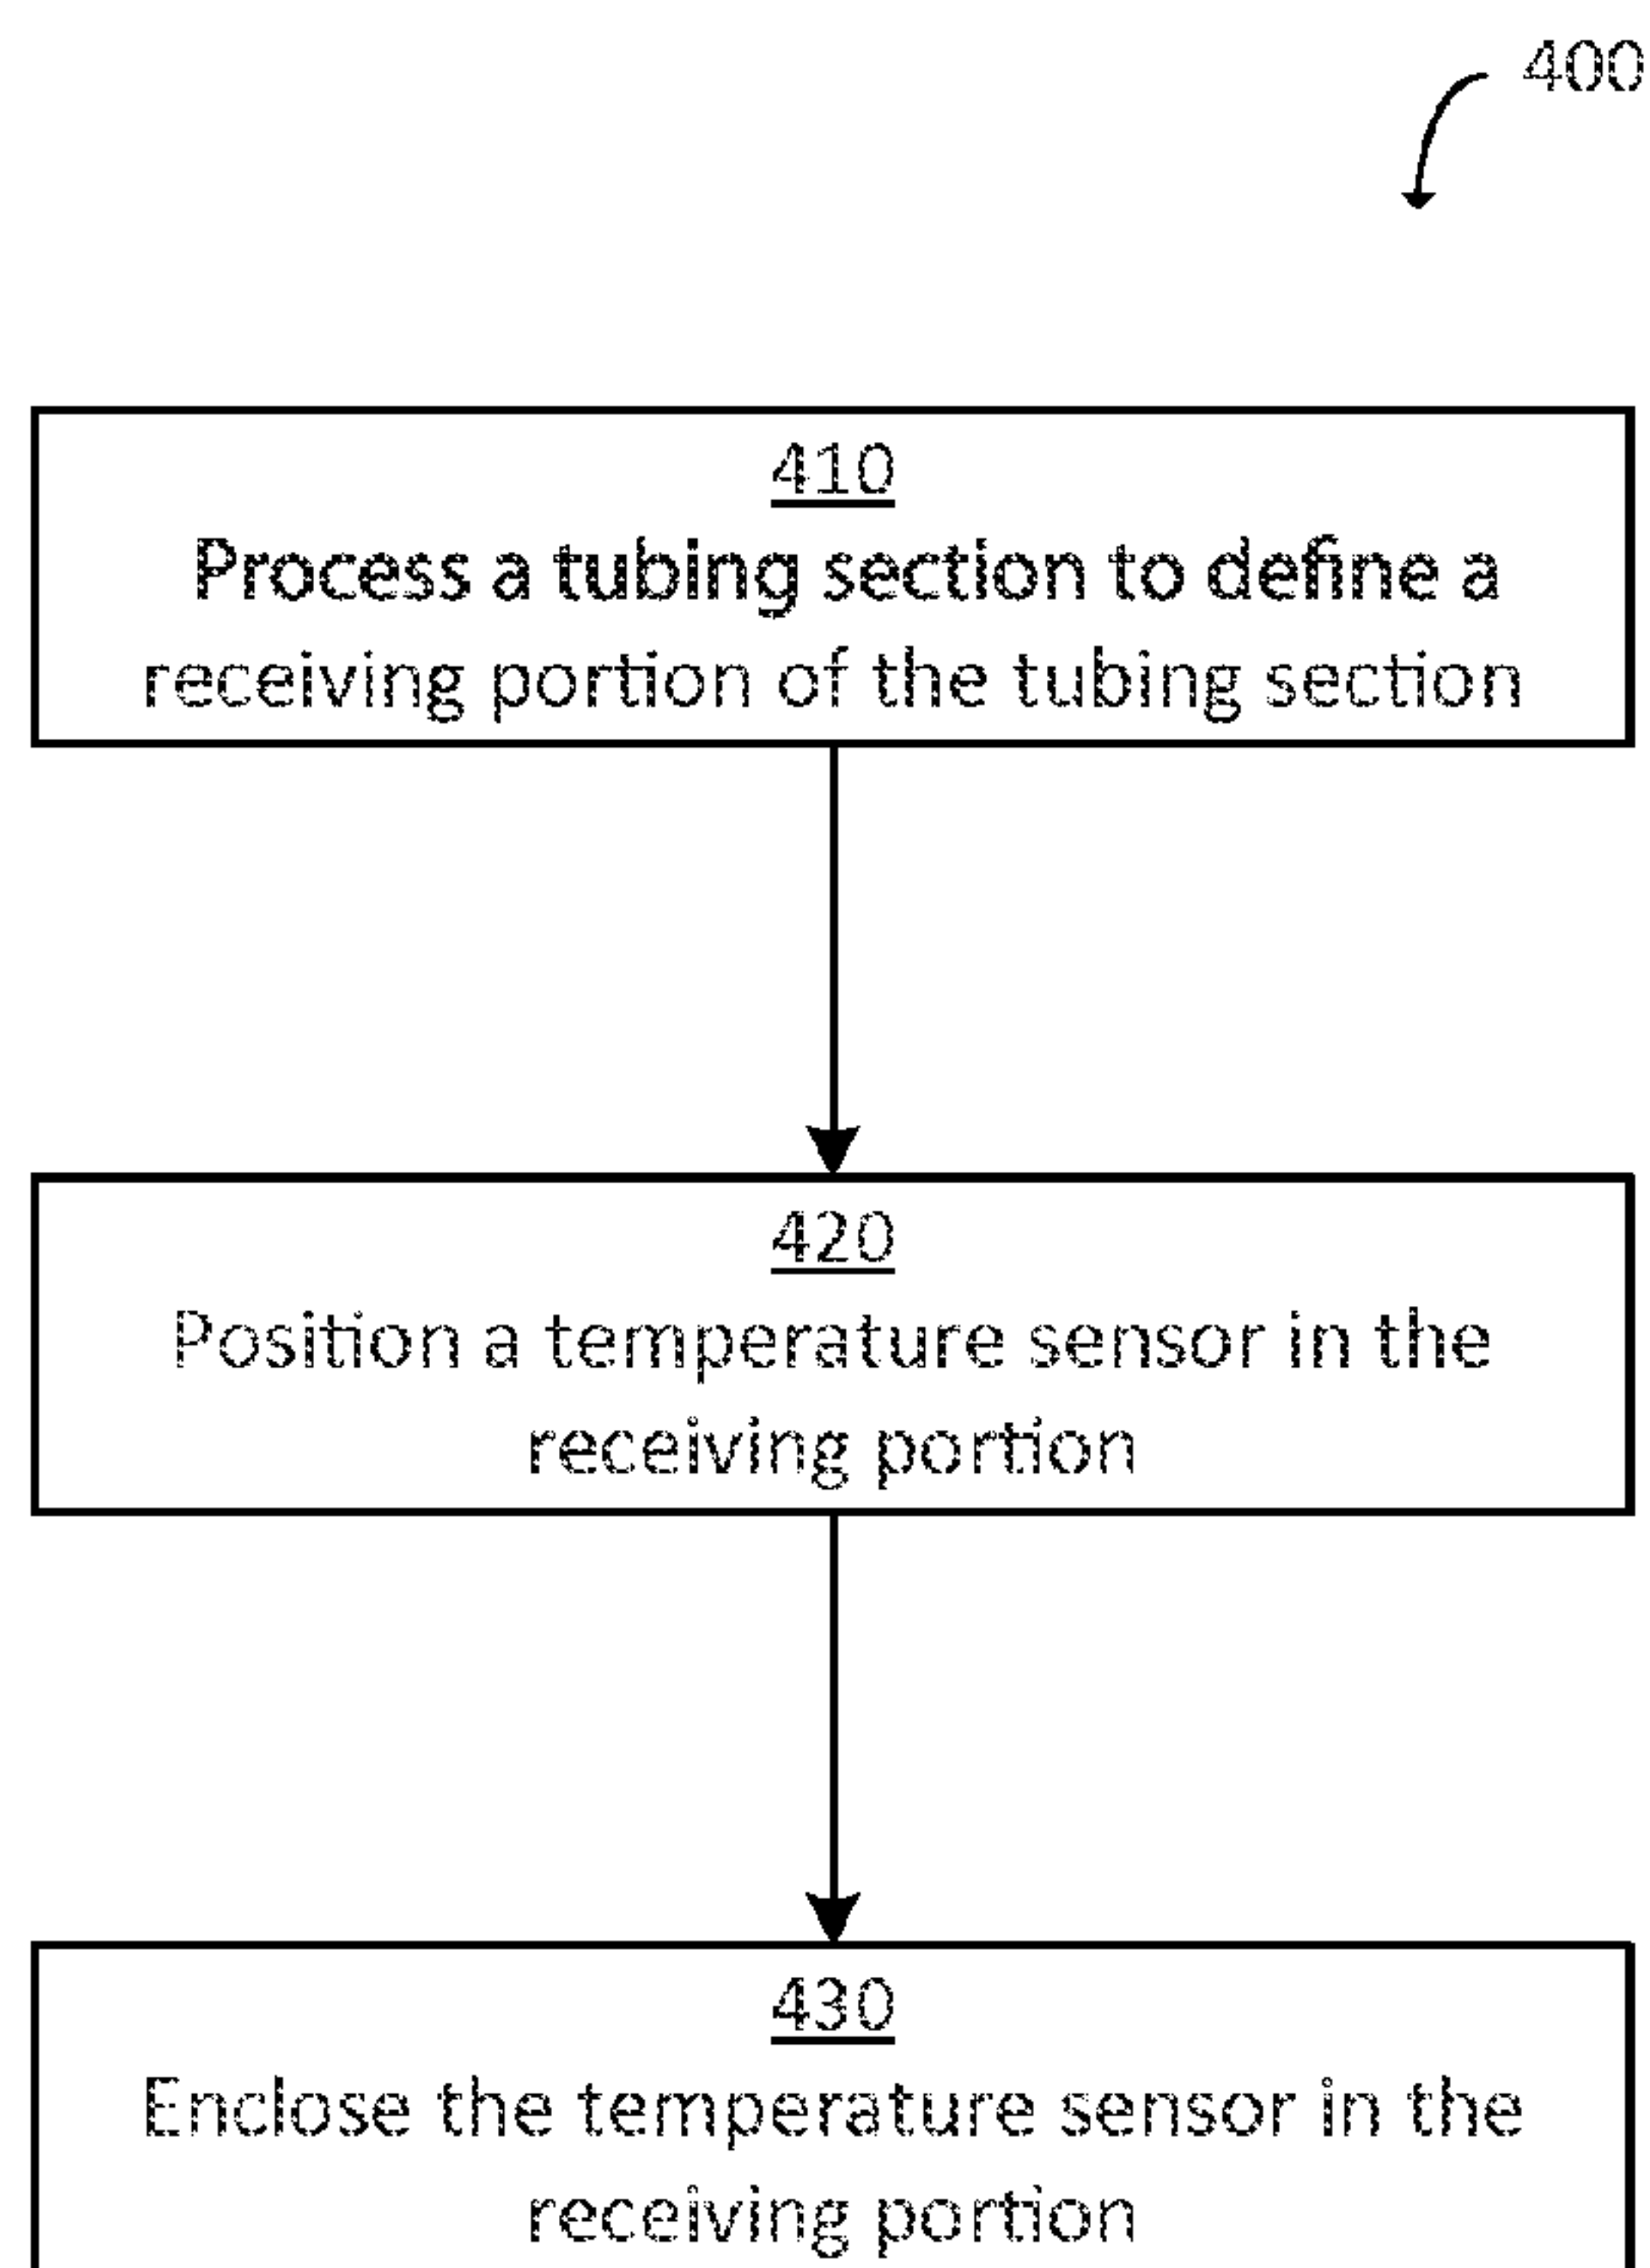 400
410
Process a tubing section to define a
receiving portion of the tubing section
420
Position a temperature sensor in the
receiving portion
430
Enclose the temperature sensor in the
receiving portion